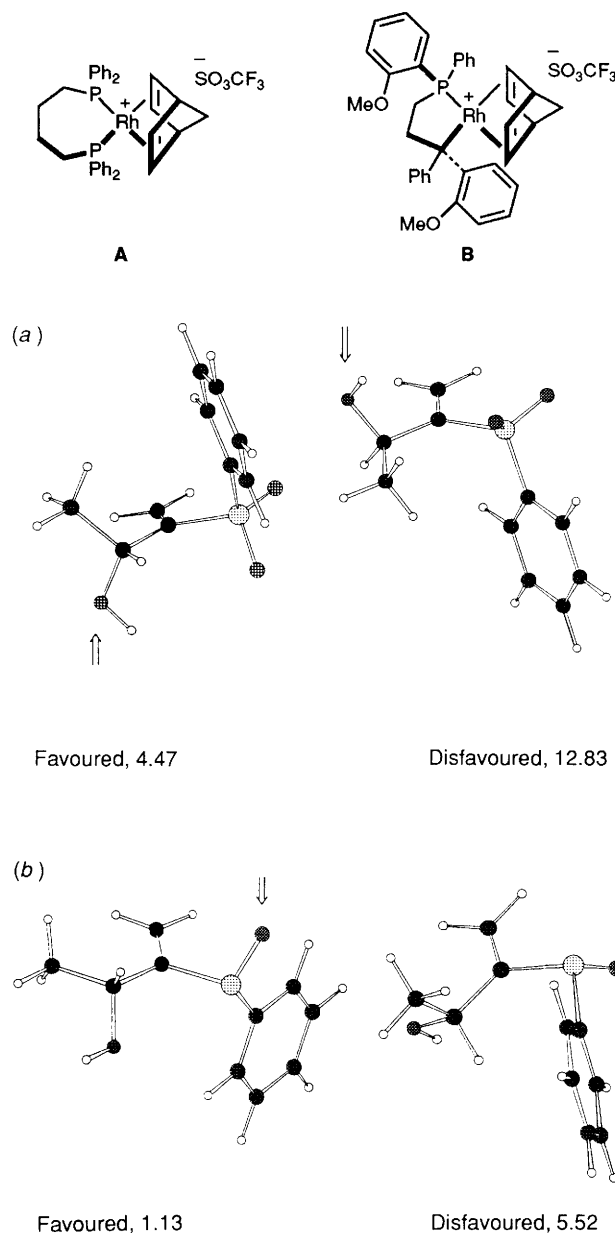 Ph₂
P
+
Rh
P
Ph₂
−
SO₃CF₃
A
MeO
P
Ph
+
Rh
Ph
MeO
−
SO₃CF₃
B
(a)
Favoured, 4.47
Disfavoured, 12.83
(b)
Favoured, 1.13
Disfavoured, 5.52